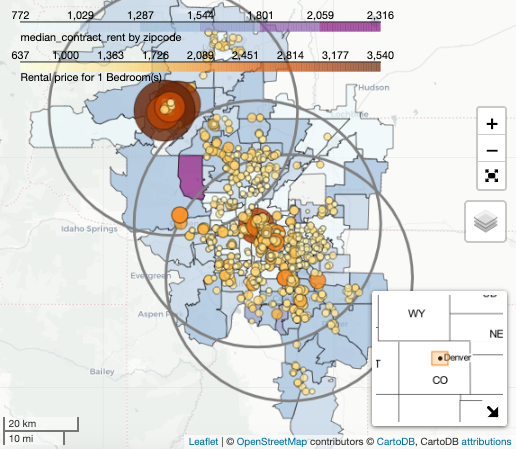 772 1,029 1,287 1,544 1,801 2,059 2,316
median_contract_rent by zipcode
637 1,000 1,363 1,726 2,089 2,451 2,814 3,177 3,540
Rental price for 1 Bedroom(s)
Hudson
+
−
Idaho Springs
Evergreen
Aspen
Bailey
WY
NE
Denver
CO
20 km
10 mi
Leaflet | © OpenStreetMap contributors © CartoDB, CartoDB attributions